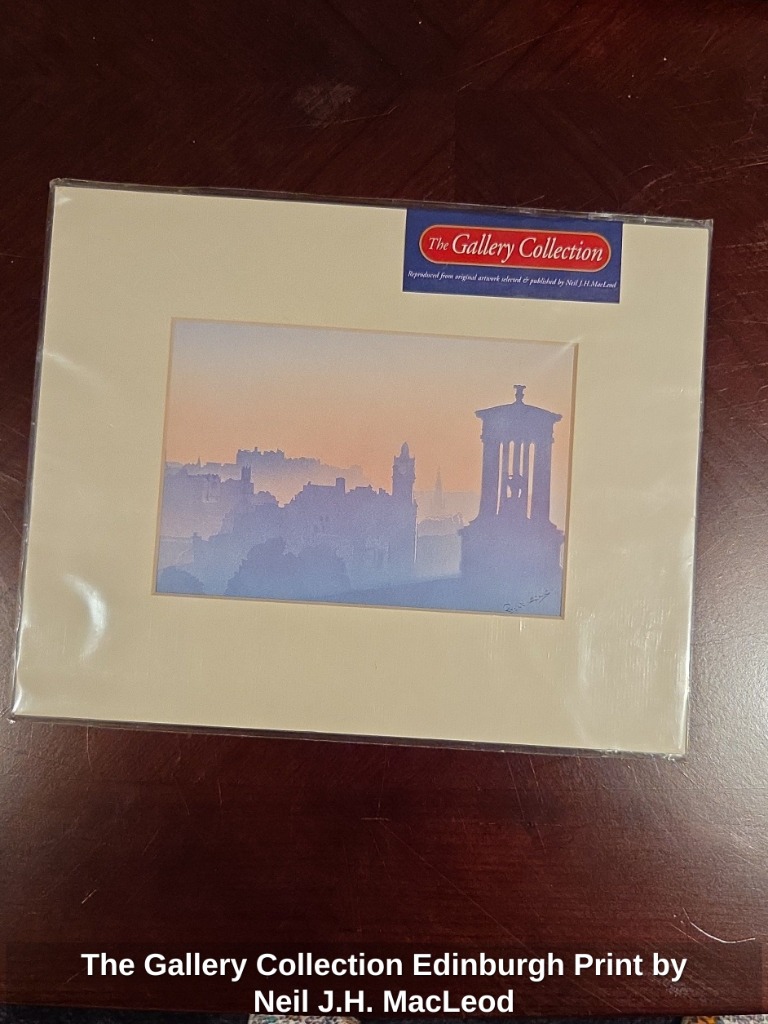 The Gallery Collection
Reproduced from original artwork selected & published by Neil J.H.MacLeod
The Gallery Collection Edinburgh Print by
Neil J.H. MacLeod